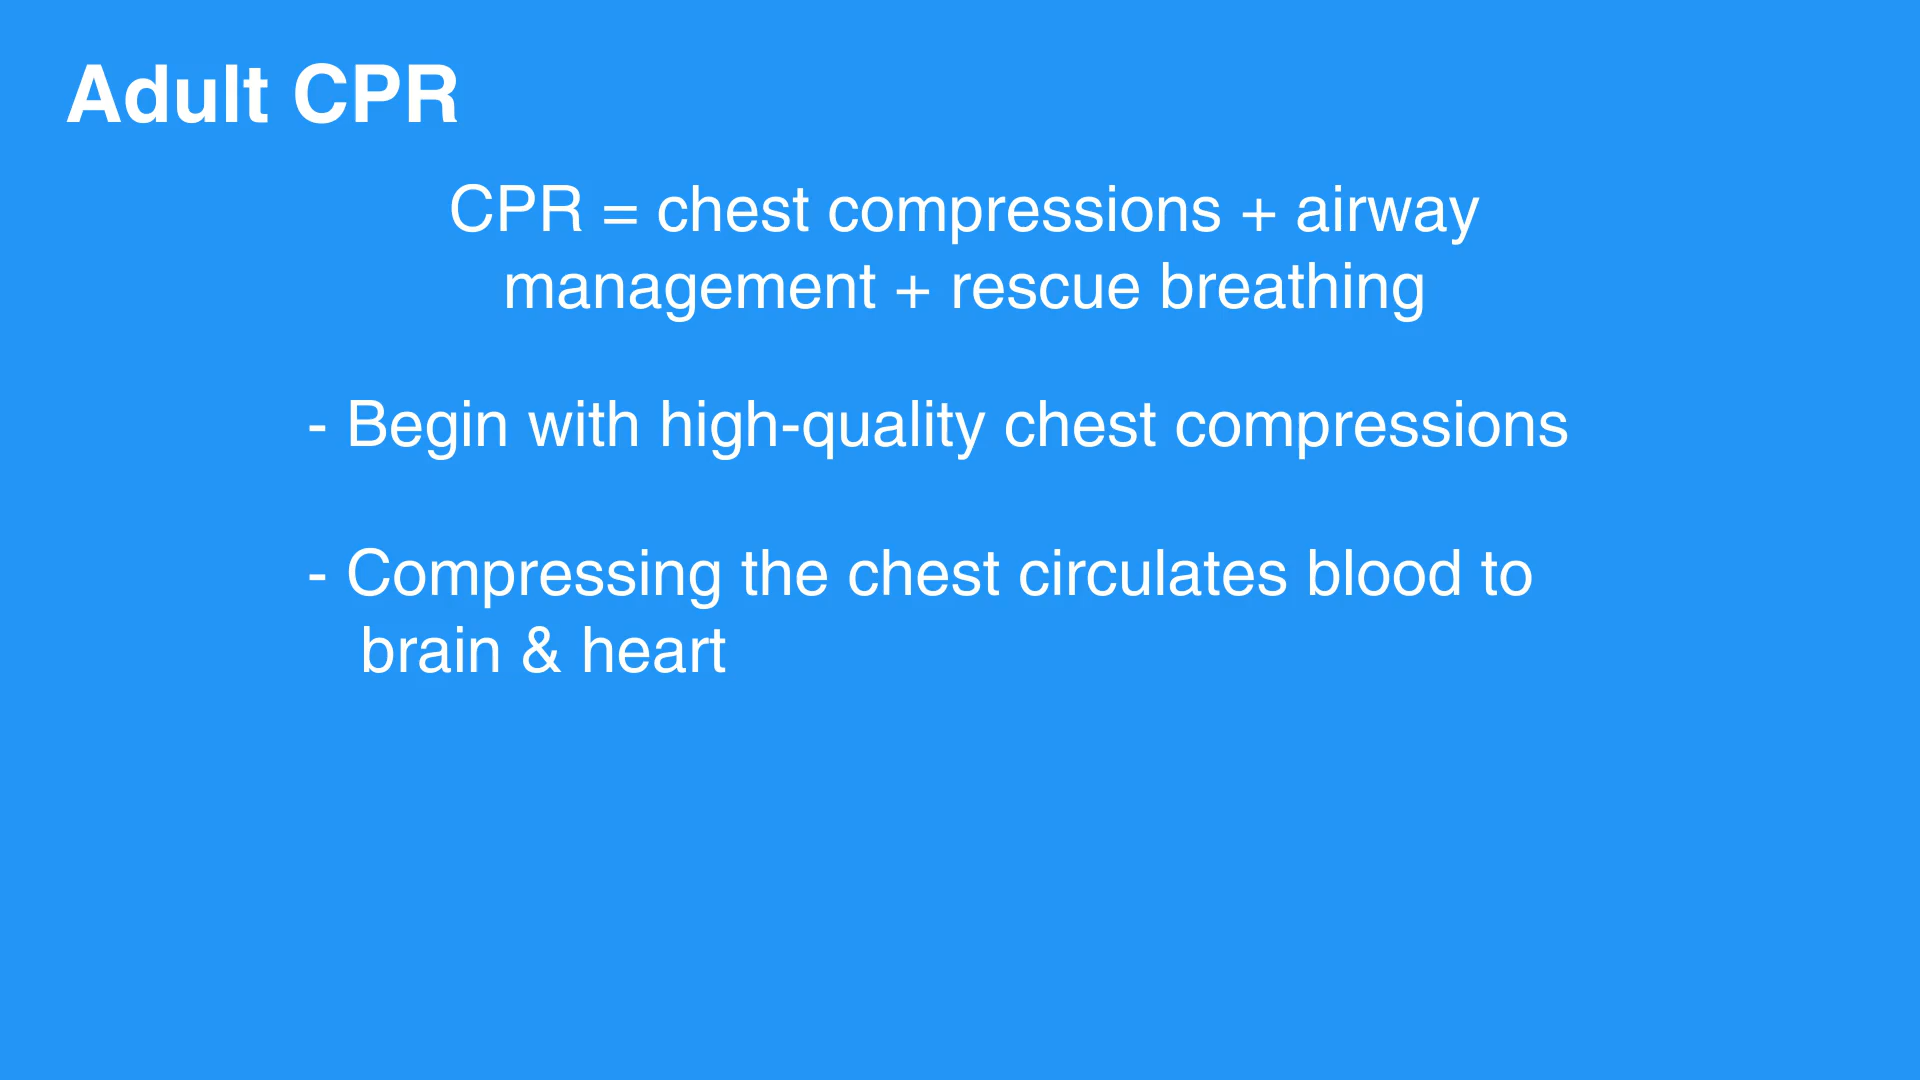 Adult CPR
CPR = chest compressions + airway
management + rescue breathing
- Begin with high-quality chest compressions
- Compressing the chest circulates blood to
brain & heart